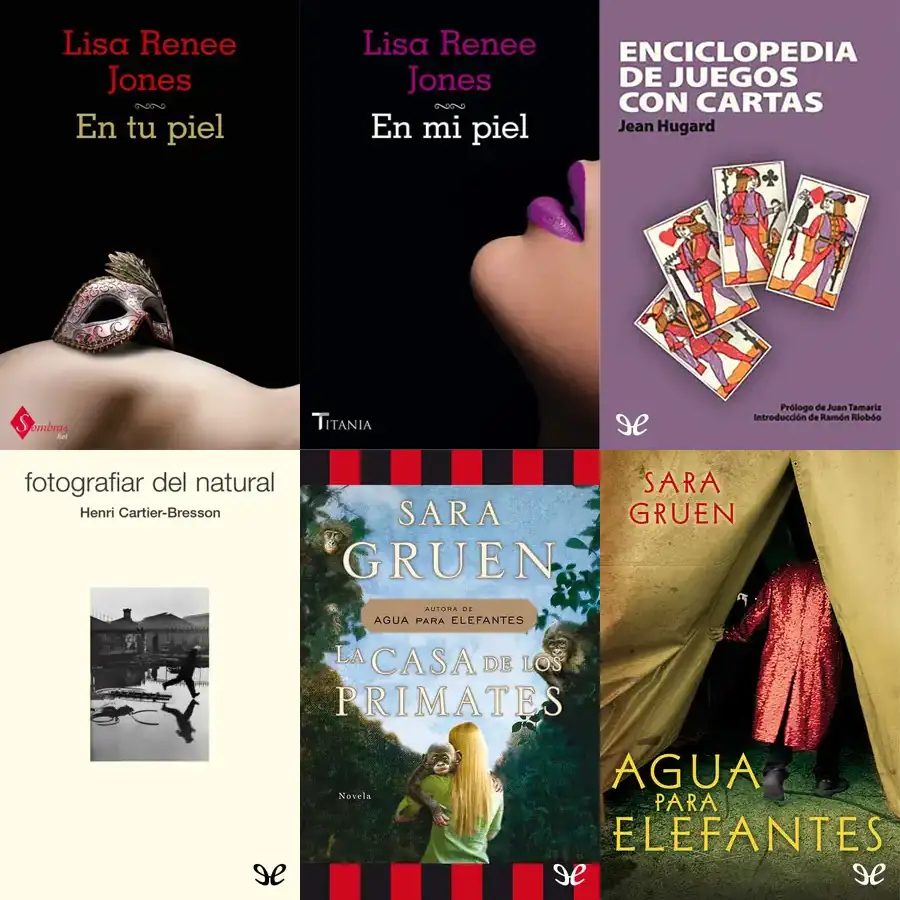 Lisa Renee
Jones
En tu piel
Sombras
Lisa Renee
Jones
En mi piel
TITANIA
ENCICLOPEDIA
DE JUEGOS
CON CARTAS
Jean Hugard
Prólogo de Juan Tamariz
Introducción de Ramón Riobóo
fotografiar del natural
Henri Cartier-Bresson
SARA
GRUEN
AUTORA DE
AGUA PARA ELEFANTES
LA CASA DE LOS
PRIMATES
Novela
SARA
GRUEN
AGUA
PARA
ELEFANTES